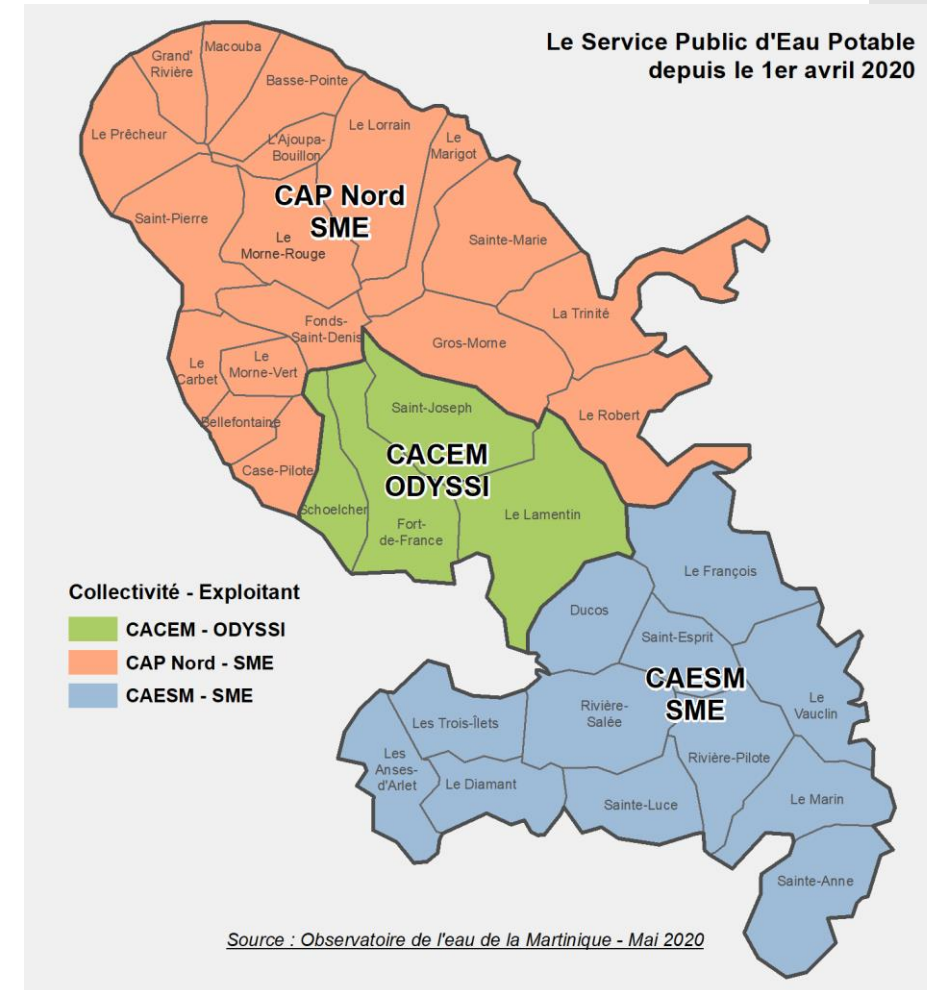 Le Service Public d'Eau Potable
depuis le 1er avril 2020
Grand'
Rivière
Macouba
Basse-Pointe
Le Prêcheur
L'Ajoupa-
Bouillon
Le Lorrain
Le
Marigot
CAP Nord
SME
Saint-Pierre
Le
Morne-Rouge
Sainte-Marie
La Trinité
Fonds-
Saint-Denis
Gros-Morne
Le
Carbet
Le
Morne-Vert
Bellefontaine
Case-Pilote
Le Robert
Saint-Joseph
CACEM
ODYSSI
Schoelcher
Fort-
de-France
Le Lamentin
Le François
Ducos
Saint-Esprit
CAESM
SME
Le
Vauclin
Rivière-
Salée
Les Trois-Îlets
Les
Anses-
d'Arlet
Le Diamant
Rivière-Pilote
Sainte-Luce
Le Marin
Sainte-Anne
Collectivité - Exploitant
CACEM - ODYSSI
CAP Nord - SME
CAESM - SME
Source : Observatoire de l'eau de la Martinique - Mai 2020